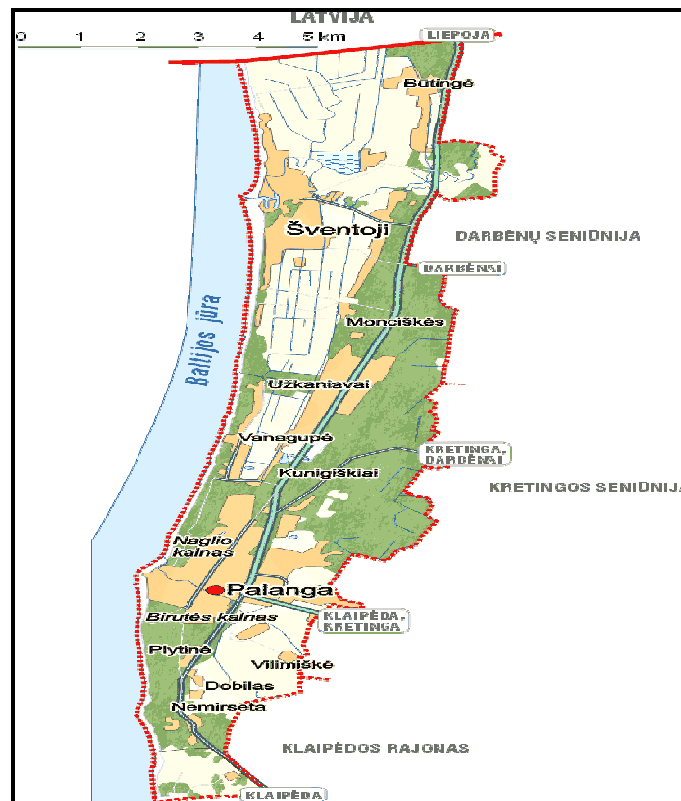 LATVIJA
0 1 2 3 4 5 km
LIEPOJA
Būtingė
Šventoji
DARBĖNŲ SENIŪNIJA
DARBĖNAI
Monciškės
Baltijos jūra
Užkaniavai
Vanagupė
KRETINGA,
DARBĖNAI
Kunigiškiai
KRETINGOS SENIŪNIJA
Naglio
kalnas
Palanga
Birutės kalnas
KLAIPĖDA,
KRETINGA
Plytinė
Vilimiškė
Dobilas
Nemirseta
KLAIPĖDOS RAJONAS
KLAIPĖDA